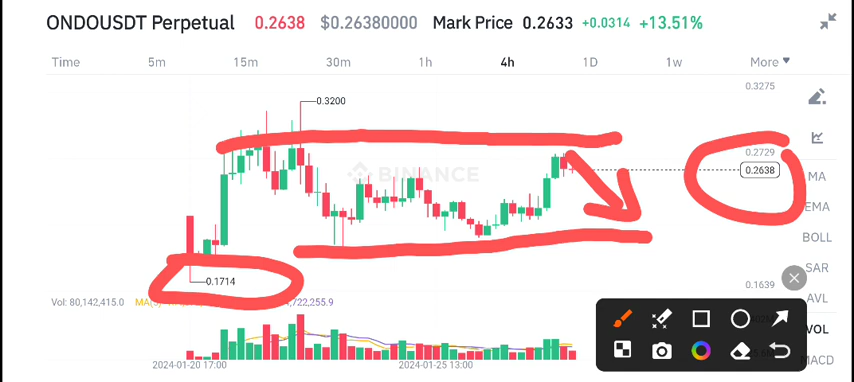 ONDOUSDT Perpetual 0.2638 $0.26380000 Mark Price 0.2633 +0.0314 +13.51%
Time 5m 15m 30m 1h 4h 1D 1w More
0.3275
0.3200
0.2729
BINANCE
0.2638
MA
EMA
BOLL
SAR
0.1714
0.1639
AVL
Vol: 80,142,415.0 MA(5) 722,255.9
VOL
MACD
2024-01-20 17:00 2024-01-25 13:00